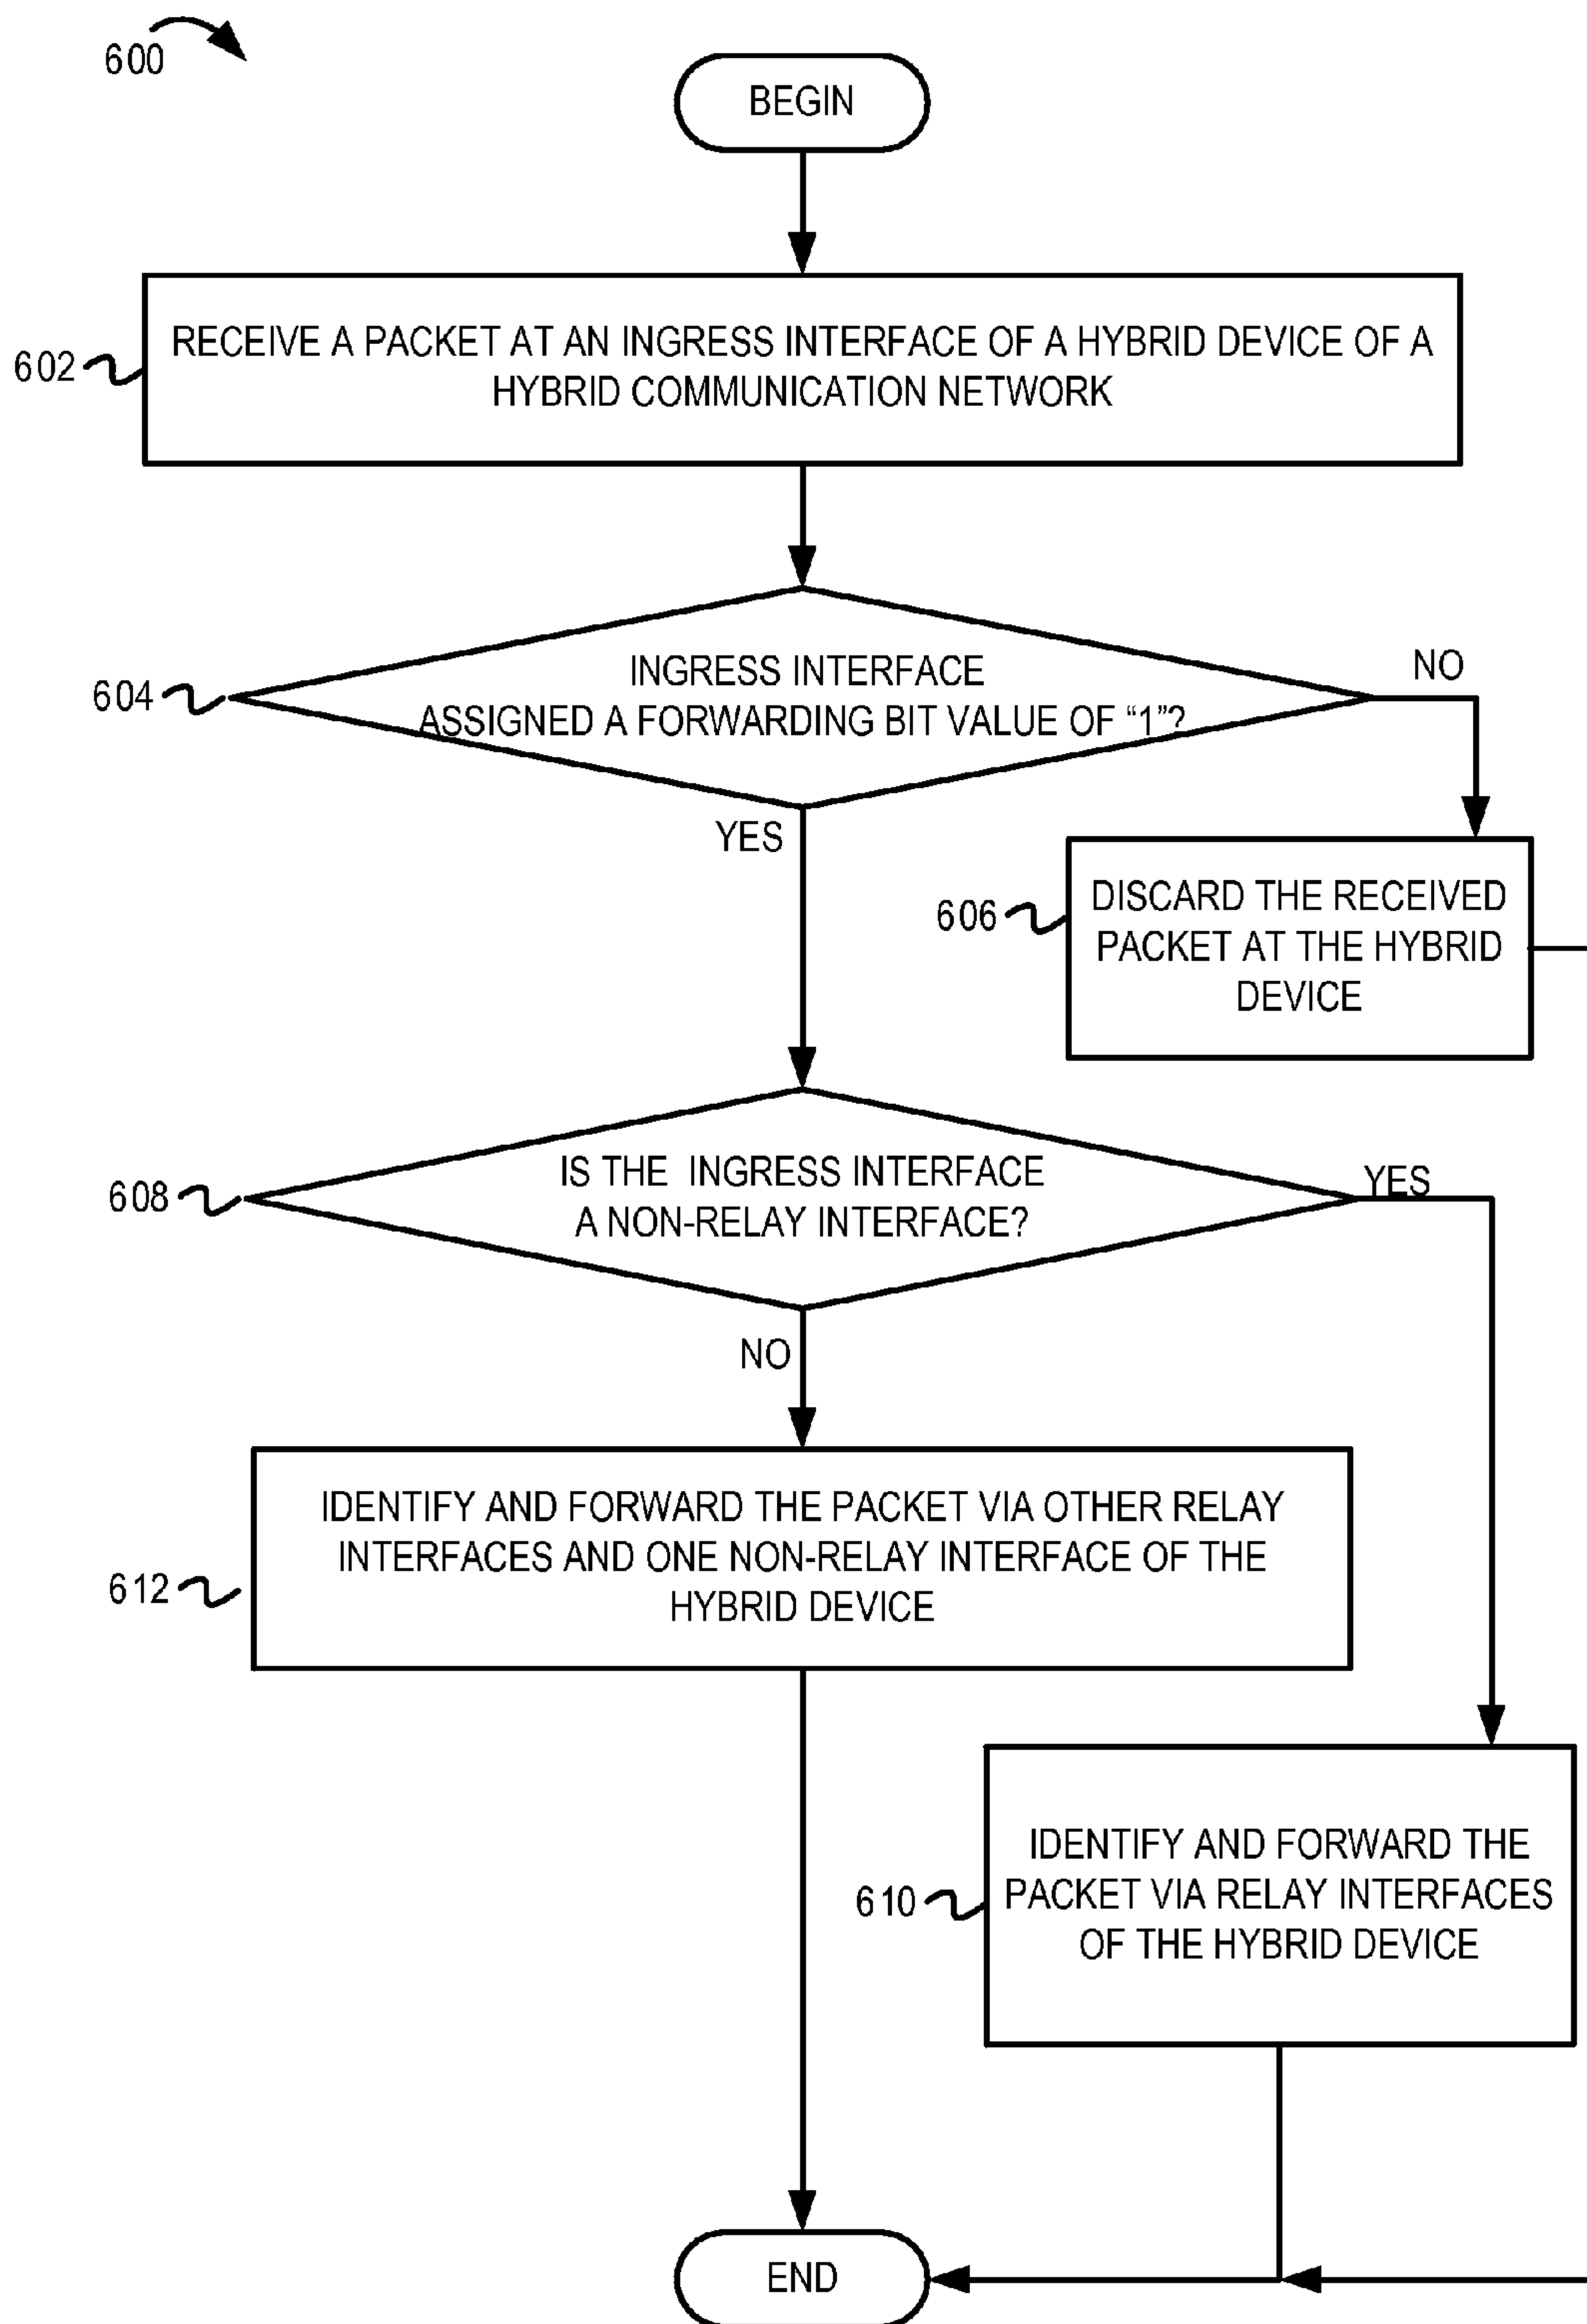 600
BEGIN
602
RECEIVE A PACKET AT AN INGRESS INTERFACE OF A HYBRID DEVICE OF A
HYBRID COMMUNICATION NETWORK
604
INGRESS INTERFACE
ASSIGNED A FORWARDING BIT VALUE OF “1”?
NO
YES
606
DISCARD THE RECEIVED
PACKET AT THE HYBRID
DEVICE
608
IS THE INGRESS INTERFACE
A NON-RELAY INTERFACE?
YES
NO
612
IDENTIFY AND FORWARD THE PACKET VIA OTHER RELAY
INTERFACES AND ONE NON-RELAY INTERFACE OF THE
HYBRID DEVICE
610
IDENTIFY AND FORWARD THE
PACKET VIA RELAY INTERFACES
OF THE HYBRID DEVICE
END